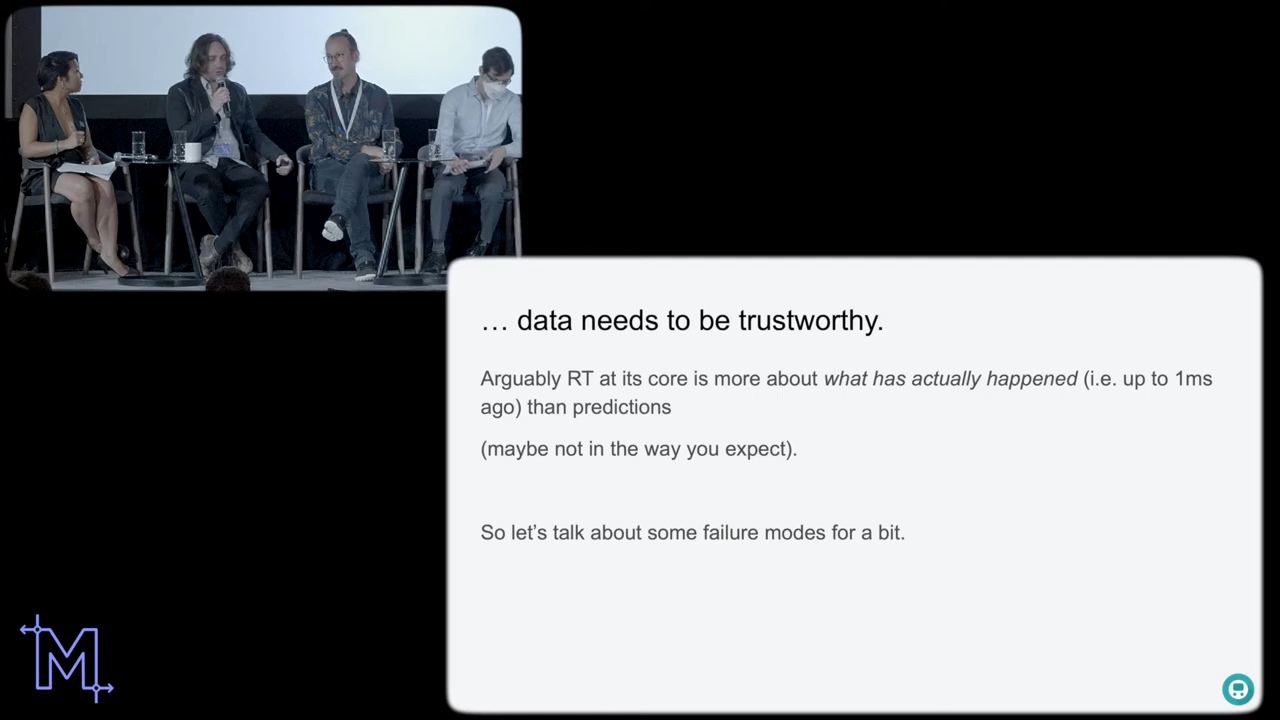 … data needs to be trustworthy.
Arguably RT at its core is more about what has actually happened (i.e. up to 1ms
ago) than predictions
(maybe not in the way you expect).
So let’s talk about some failure modes for a bit.
M